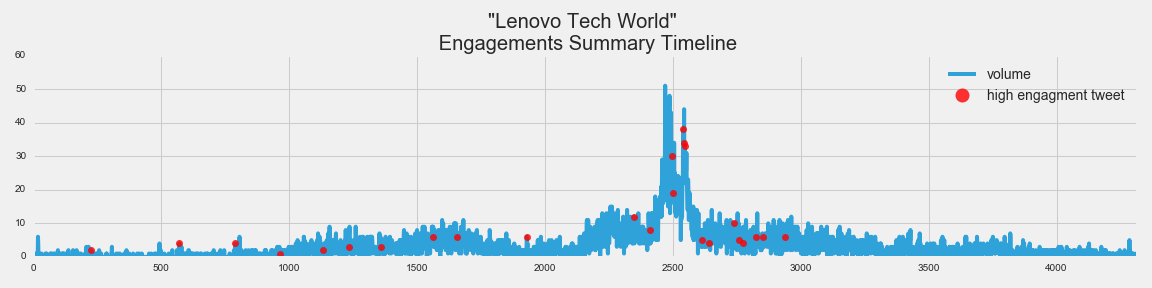 "Lenovo Tech World"
Engagements Summary Timeline
60
50
40
30
20
10
0
volume
high engagment tweet
0 500 1000 1500 2000 2500 3000 3500 4000